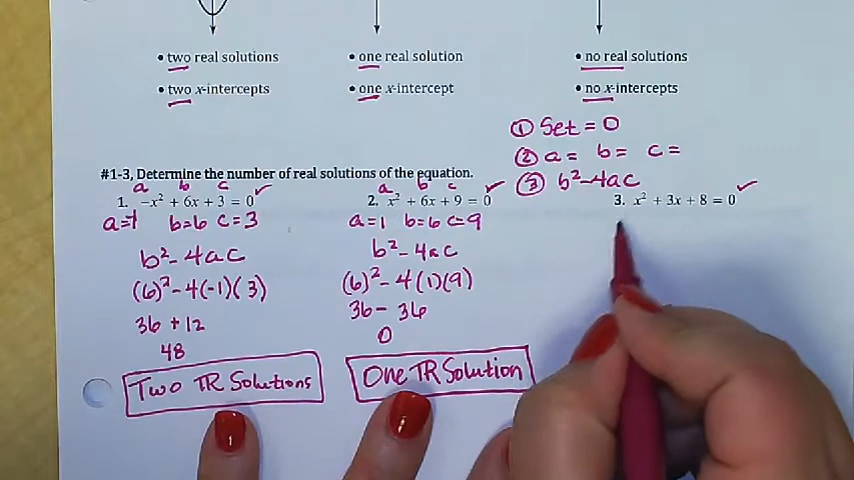 • two real solutions
• one real solution
• no real solutions
• two x-intercepts
• one x-intercept
• no x-intercepts
① Set = 0
② a = b = c =
③ b² - 4ac
#1-3, Determine the number of real solutions of the equation.
a b c
1. −x² + 6x + 3 = 0 ✓
a=-1 b=6 c=3
b² - 4ac
(6)² - 4(-1)(3)
36 + 12
48
Two ℝ Solutions
a b c
2. x² + 6x + 9 = 0 ✓
a=1 b=6 c=9
b² - 4ac
(6)² - 4(1)(9)
36 - 36
0
One ℝ Solution
3. x² + 3x + 8 = 0 ✓